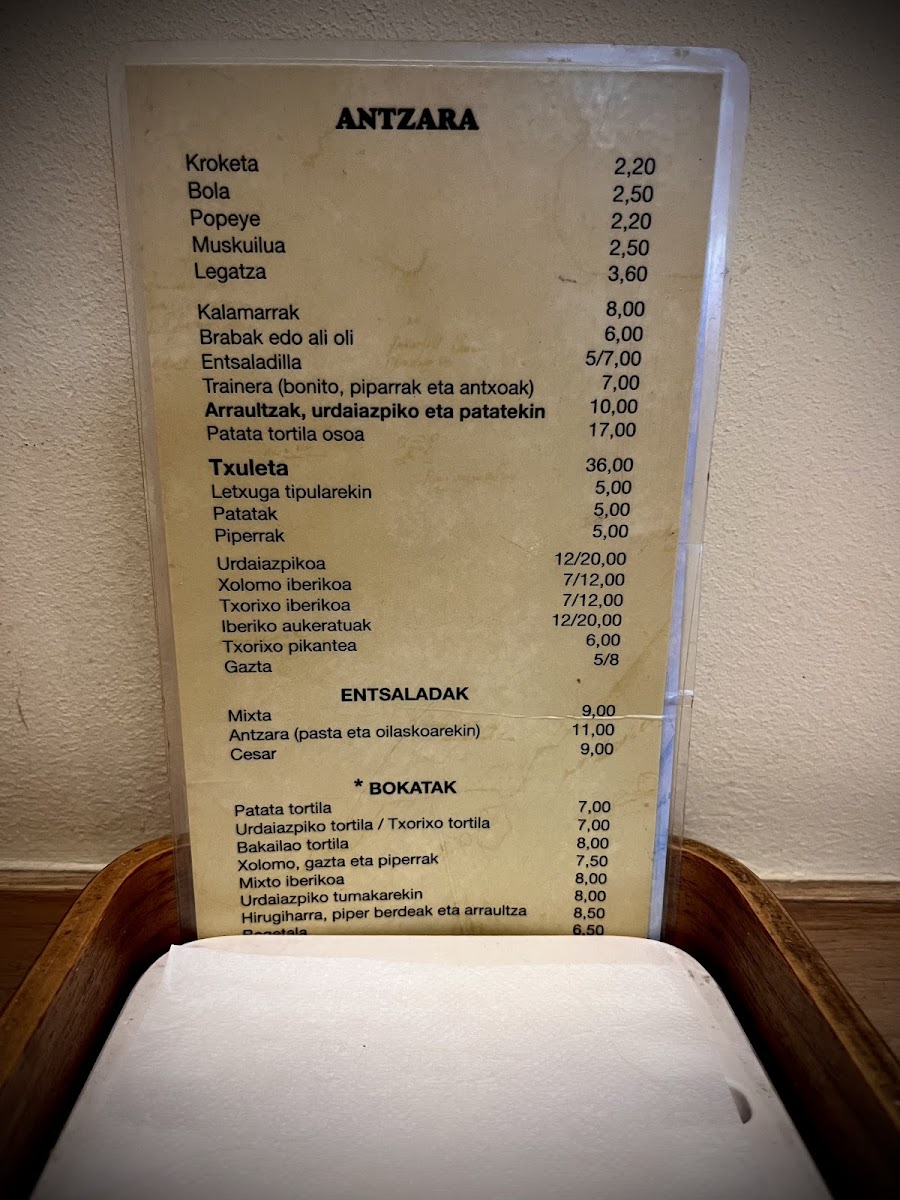 ANTZARA
Kroketa 2,20
Bola 2,50
Popeye 2,20
Muskuilua 2,50
Legatza 3,60
Kalamarrak 8,00
Brabak edo ali oli 6,00
Entsaladilla 5/7,00
Trainera (bonito, piparrak eta antxoak) 7,00
Arraultzak, urdaiazpiko eta patatekin 10,00
Patata tortila osoa 17,00
Txuleta 36,00
Letxuga tipularekin 5,00
Patatak 5,00
Piperrak 5,00
Urdaiazpikoa 12/20,00
Xolomo iberikoa 7/12,00
Txorixo iberikoa 7/12,00
Iberiko aukeratuak 12/20,00
Txorixo pikantea 6,00
Gazta 5/8
ENTSALADAK
Mixta 9,00
Antzara (pasta eta oilaskoarekin) 11,00
Cesar 9,00
* BOKATAK
Patata tortila 7,00
Urdaiazpiko tortila / Txorixo tortila 7,00
Bakailao tortila 8,00
Xolomo, gazta eta piperrak 7,50
Mixto iberikoa 8,00
Urdaiazpiko tumakarekin 8,00
Hirugiharra, piper berdeak eta arraultza 8,50
6,50